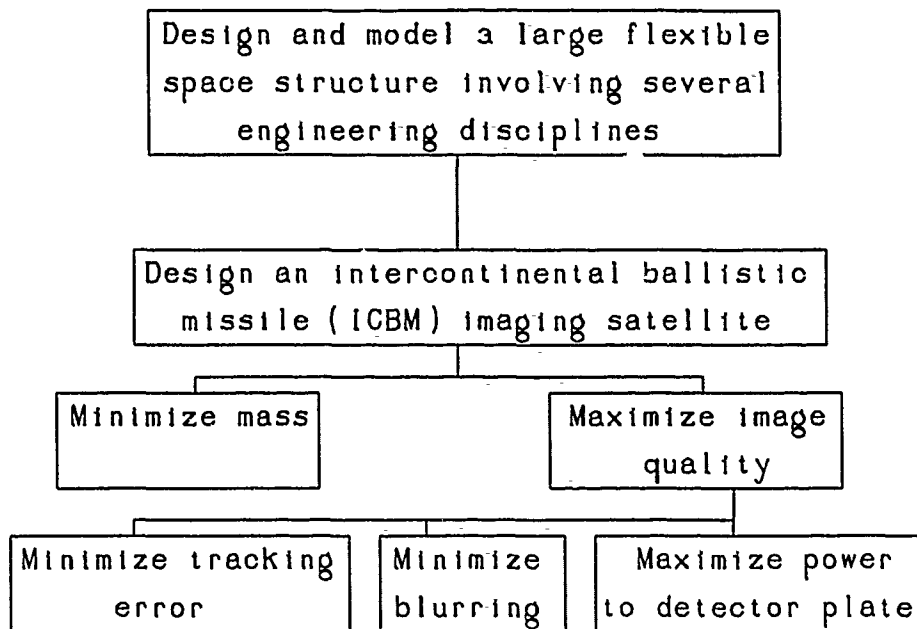 Design and model a large flexible
space structure involving several
engineering disciplines
Design an intercontinental ballistic
missile (ICBM) imaging satellite
Minimize mass
Maximize image
quality
Minimize tracking
error
Minimize
blurring
Maximize power
to detector plate